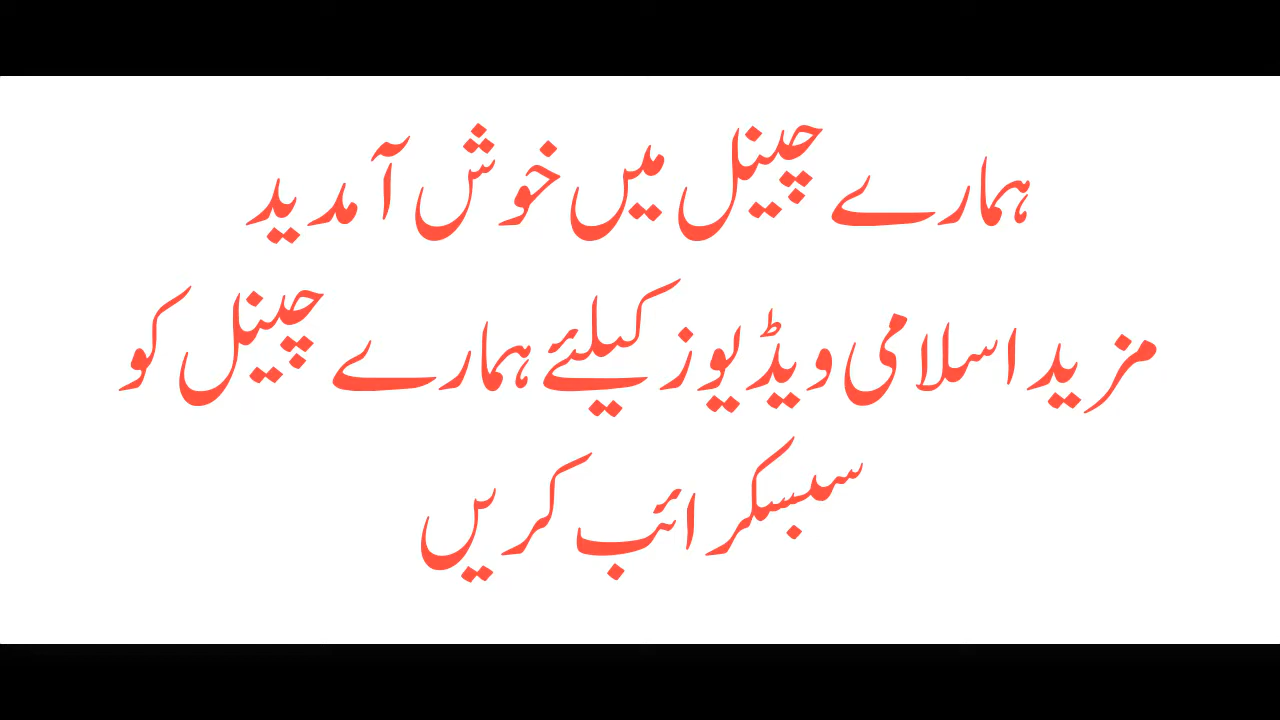 ہمارے چینل میں خوش آمدید
مزید اسلامی ویڈیوز کیلئے ہمارے چینل کو
سبسکرائب کریں